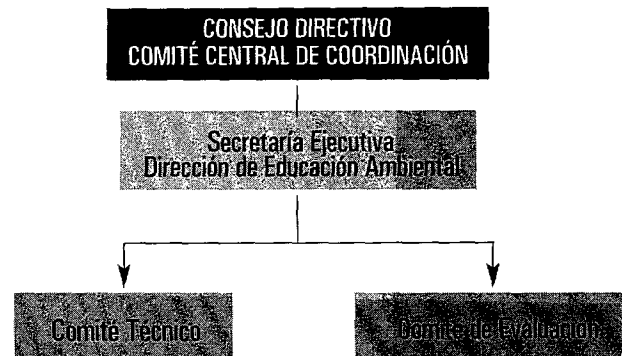 CONSEJO DIRECTIVO
COMITÉ CENTRAL DE COORDINACIÓN
Secretaría Ejecutiva
Dirección de Educación Ambiental
Comité Técnico
Comité de Evaluación